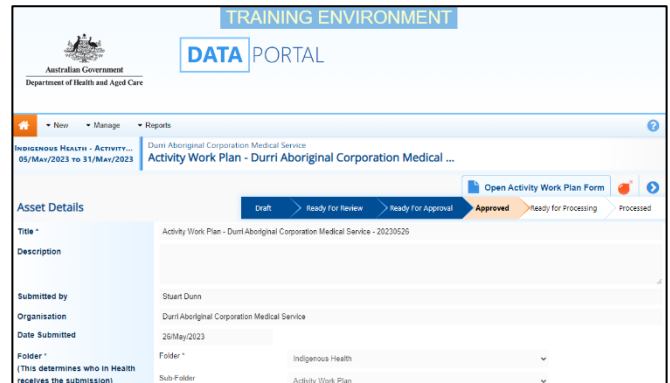 TRAINING ENVIRONMENT
Australian Government
Department of Health and Aged Care
DATA PORTAL
New Manage Reports
INDIGENOUS HEALTH - ACTIVITY...
05/MAY/2023 TO 31/MAY/2023
Durri Aboriginal Corporation Medical Service
Activity Work Plan - Durri Aboriginal Corporation Medical ...
Open Activity Work Plan Form
Asset Details
Draft Ready For Review Ready For Approval Approved Ready for Processing Processed
Title * Activity Work Plan - Durri Aboriginal Corporation Medical Service - 20230526
Description
Submitted by Stuart Dunn
Organisation Durri Aboriginal Corporation Medical Service
Date Submitted 26/May/2023
Folder * Folder * Indigenous Health
(This determines who in Health
receives the submission) Sub-Folder Activity Work Plan